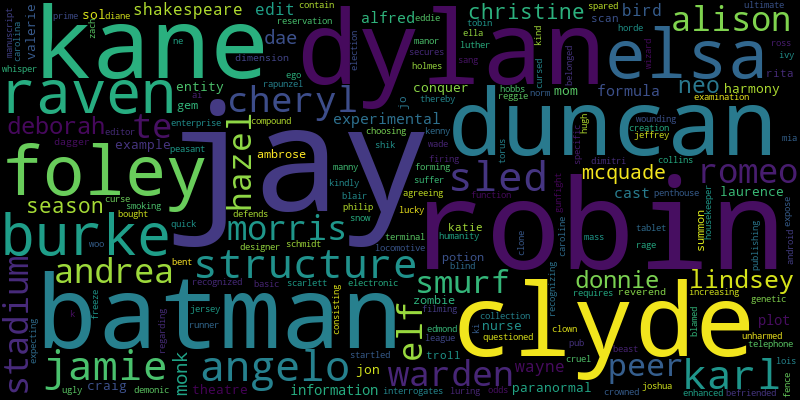 kane
dylan
jay
robin
batman
clyde
duncan
foley
raven
burke
elsa
angelo
jamie
karl
peer
smurf
structure
sled
romeo
alison
cheryl
hazel
stadium
morris
andrea
te
warden
elf
lindsey
donnie
neo
christine
mcquade
season
deborah
shakespeare
edit
bird
alfred
dae
sol
diane
valerie
manuscript
carolina
prime
zach
whisper
reservation
contain
eddie
tobin
ella
luther
scan
spared
horde
ultimate
ross
ivy
rita
harmony
formula
mom
conquer
experimental
entity
gem
dimension
ego
rapunzel
election
manor
secures
holmes
sang
jo
kind
cursed
norm
belonged
wizard
examination
hobbs
reggie
thereby
enterprise
compound
choosing
kenny
wade
firing
shik
forming
suffer
manny
kindly
agreeing
blair
lucky
philip
snow
ambrose
example
editor
dagger
peasant
curse
smoking
bought
defends
quick
woo
designer
schmidt
terminal
humanity
locomotive
katie
potion
blind
clone
caroline
mass
rage
tablet
penthouse
summon
housekeeper
publishing
android
expose
laurence
cast
reverend
requires
increasing
genetic
unharmed
plot
telephone
blamed
lois
beast
cruel
pub
clown
collection
questioned
nurse
edmond
league
ki
filming
zombie
troll
paranormal
wayne
odds
luring
interrogates
information
jon
startled
theatre
monk
craig
demonic
ugly
expecting
regarding
jersey
runner
recognized
basic
scarlett
electronic
consisting
bent
freeze
k
crowned
joshua
enhanced
befriended
fence
recognizing
function
gunfight
torus
specific
hugh
dimitri
wounding
creation
jeffrey
collins
mia
ne